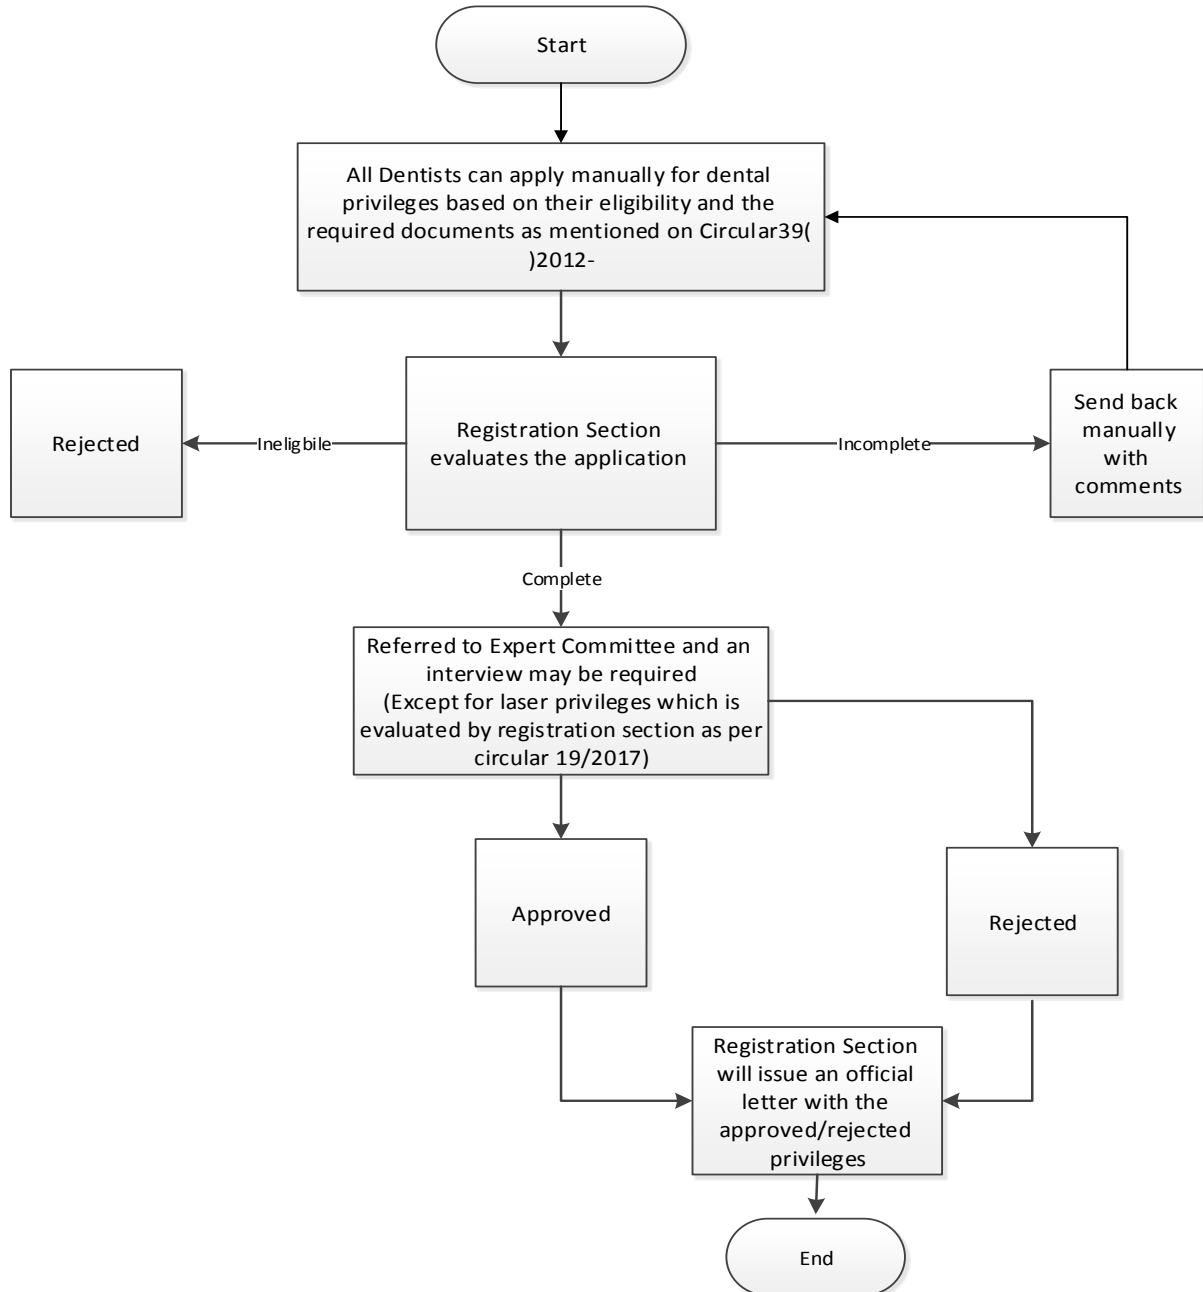 Start
All Dentists can apply manually for dental
privileges based on their eligibility and the
required documents as mentioned on Circular39(
)2012-
Rejected
Ineligbile
Registration Section
evaluates the application
Incomplete
Send back
manually
with
comments
Complete
Referred to Expert Committee and an
interview may be required
(Except for laser privileges which is
evaluated by registration section as per
circular 19/2017)
Approved
Rejected
Registration Section
will issue an official
letter with the
approved/rejected
privileges
End